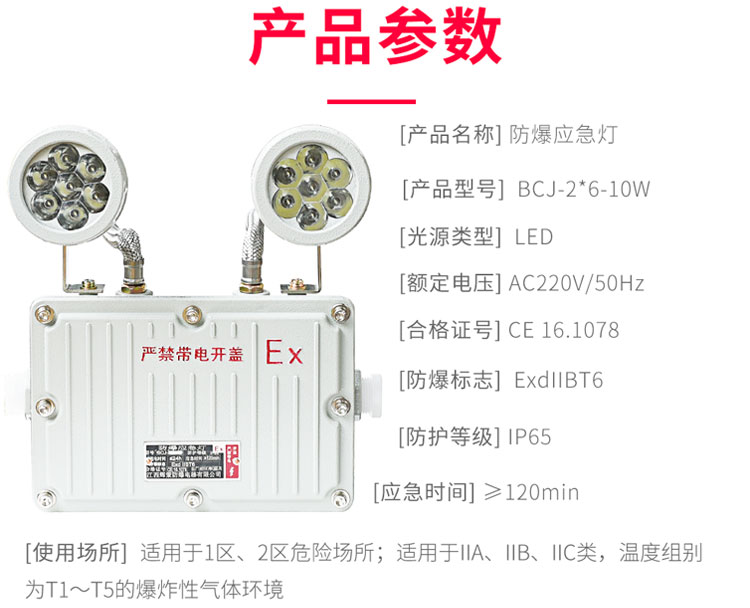 产品参数
[产品名称] 防爆应急灯
[产品型号] BCJ-2*6-10W
[光源类型] LED
[额定电压] AC220V/50Hz
[合格证号] CE 16.1078
[防爆标志] ExdIIBT6
[防护等级] IP65
[应急时间] ≥120min
严禁带电开盖 Ex
Ex
Exd IIBT6
[使用场所] 适用于1区、2区危险场所；适用于IIA、IIB、IIC类，温度组别
为T1～T5的爆炸性气体环境